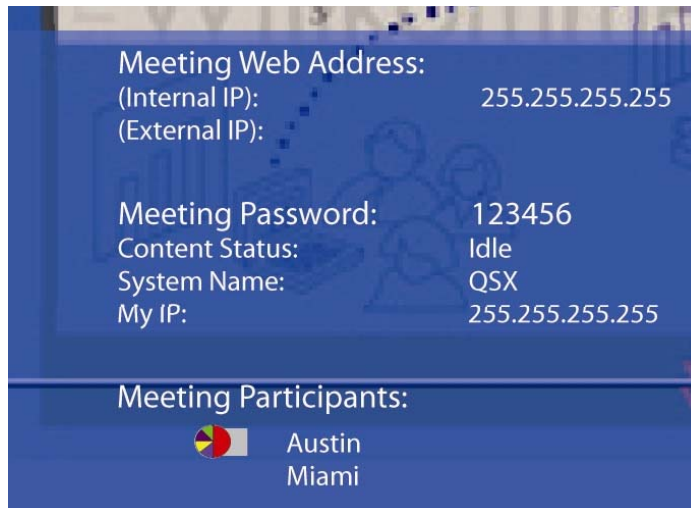 Meeting Web Address:
(Internal IP): 255.255.255.255
(External IP):
Meeting Password: 123456
Content Status: Idle
System Name: QSX
My IP: 255.255.255.255
Meeting Participants:
Austin
Miami